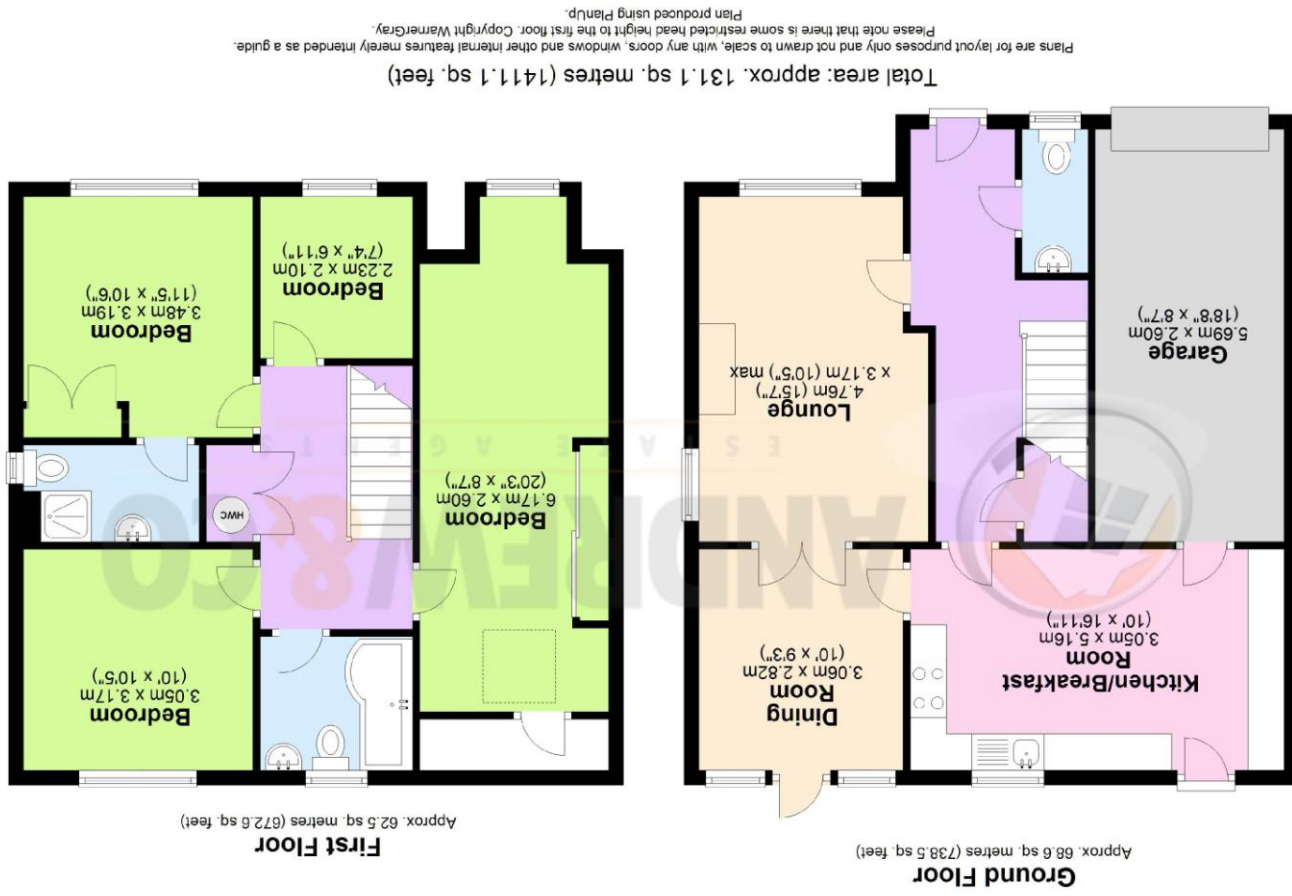 Ground Floor
Approx. 68.6 sq. metres (738.5 sq. feet)
Kitchen/Breakfast
Room
3.05m x 5.16m
(10' x 16'11")
Dining
Room
3.06m x 2.82m
(10' x 9'3")
Lounge
4.76m (15'7")
x 3.17m (10'5") max
Garage
5.69m x 2.60m
(18'8" x 8'7")
First Floor
Approx. 62.5 sq. metres (672.6 sq. feet)
Bedroom
3.05m x 3.17m
(10' x 10'5")
HWC
Bedroom
6.17m x 2.60m
(20'3" x 8'7")
Bedroom
2.23m x 2.10m
(7'4" x 6'11")
Bedroom
3.48m x 3.19m
(11'5" x 10'6")
ANDREW&CO
ESTATE AGENTS
Total area: approx. 131.1 sq. metres (1411.1 sq. feet)
Plans are for layout purposes only and not drawn to scale, with any doors, windows and other internal features merely intended as a guide.
Please note that there is some restricted head height to the first floor. Copyright WarnerGray.
Plan produced using PlanUp.